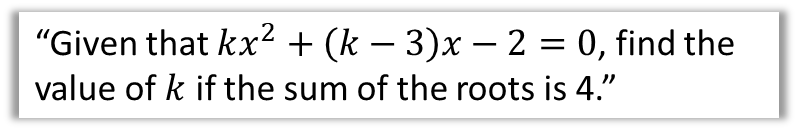 “Given that 𝑘𝑥² + (𝑘 − 3)𝑥 − 2 = 0, find the
value of 𝑘 if the sum of the roots is 4.”